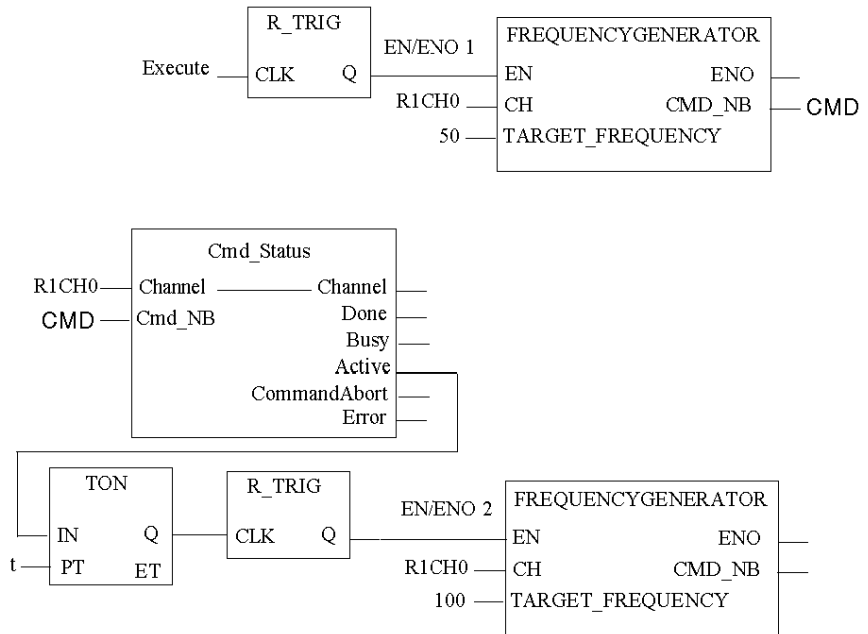 R_TRIG
Execute CLK Q
EN/ENO 1
FREQUENCYGENERATOR
EN ENO
R1CH0 CH CMD_NB CMD
50 TARGET_FREQUENCY
Cmd_Status
R1CH0 Channel Channel
CMD Cmd_NB Done
Busy
Active
CommandAbort
Error
TON
IN Q
t PT ET
R_TRIG
CLK Q
EN/ENO 2
FREQUENCYGENERATOR
EN ENO
R1CH0 CH CMD_NB
100 TARGET_FREQUENCY